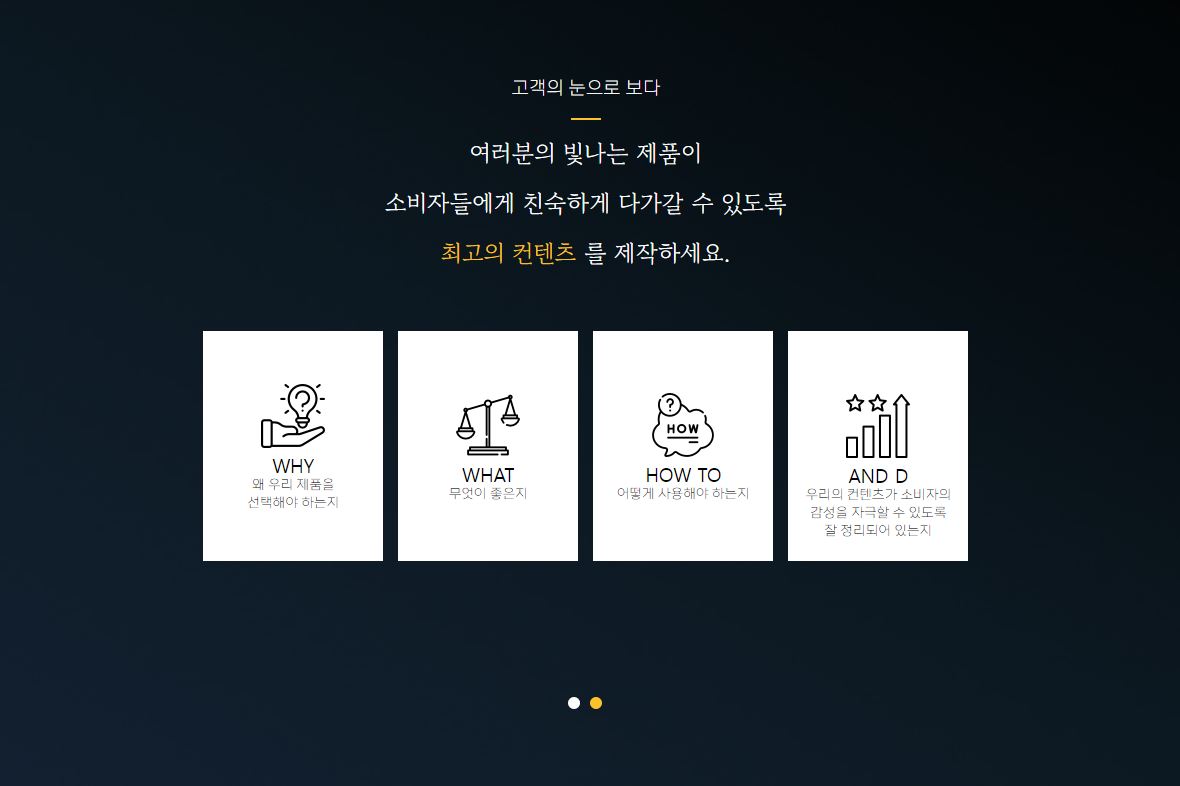 고객의 눈으로 보다
여러분의 빛나는 제품이
소비자들에게 친숙하게 다가갈 수 있도록
최고의 컨텐츠 를 제작하세요.
WHY
왜 우리 제품을
선택해야 하는지
WHAT
무엇이 좋은지
?
HOW
HOW TO
어떻게 사용해야 하는지
AND D
우리의 컨텐츠가 소비자의
감성을 자극할 수 있도록
잘 정리되어 있는지